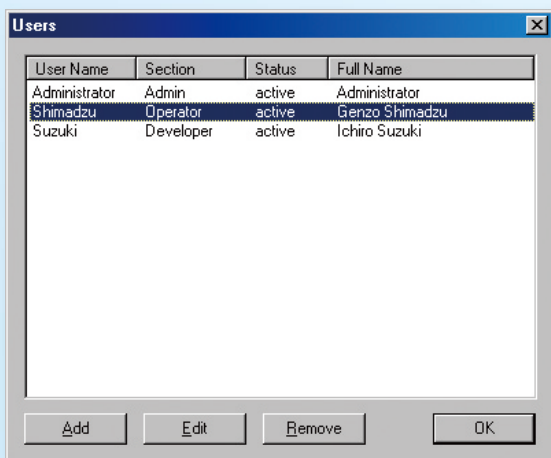 Users
User Name Section Status Full Name
Administrator Admin active Administrator
Shimadzu Operator active Genzo Shimadzu
Suzuki Developer active Ichiro Suzuki
Add Edit Remove OK